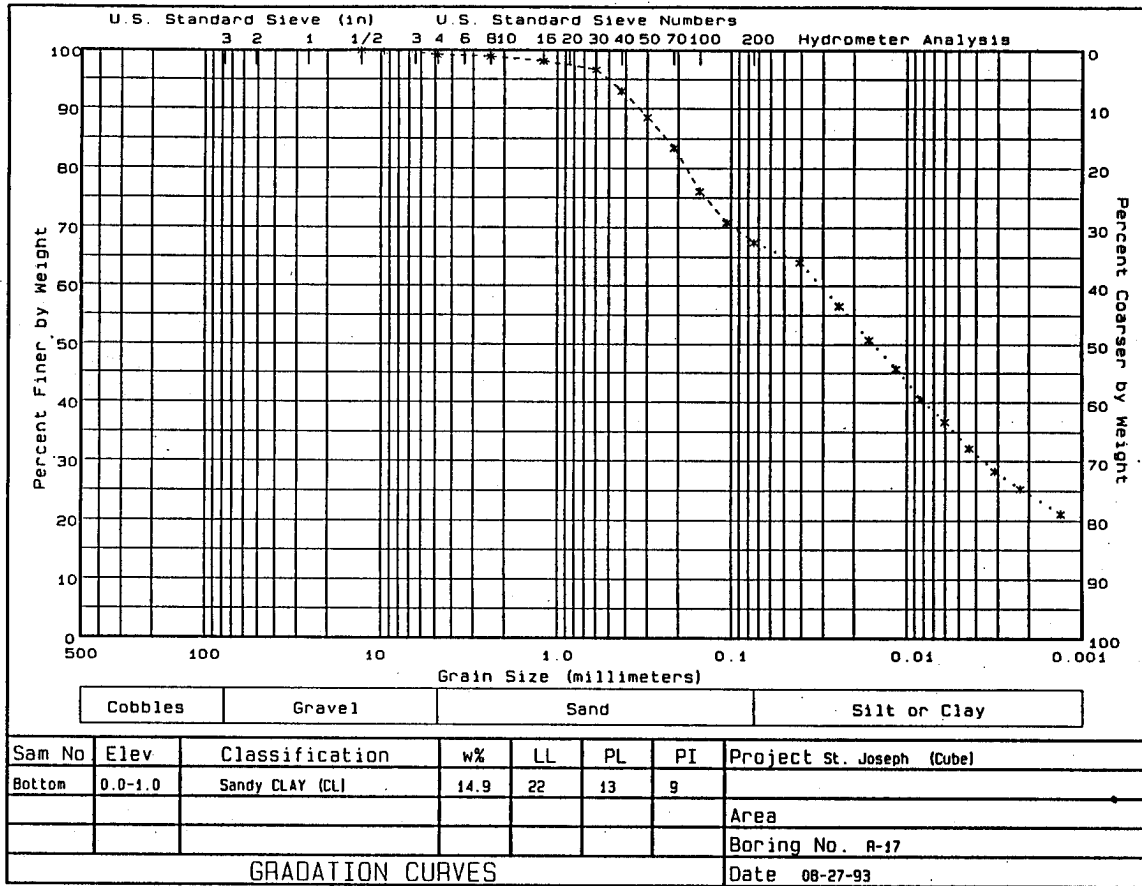 U.S. Standard Sieve (in) U.S. Standard Sieve Numbers
3 2 1 1/2 3 4 6 810 16 20 30 40 50 70 100 200 Hydrometer Analysis
100 0
90 10
80 20
70 30
60 40
50 50
40 60
30 70
20 80
10 90
0 100
Percent Finer by Weight
Percent Coarser by Weight
500 100 10 1.0 0.1 0.01 0.001
Grain Size (millimeters)
Cobbles Gravel Sand Silt or Clay
Sam No Elev Classification w% LL PL PI Project St. Joseph (Cube)
Bottom 0.0-1.0 Sandy CLAY (CL) 14.9 22 13 9
Area
Boring No. A-17
GRADATION CURVES Date 08-27-93